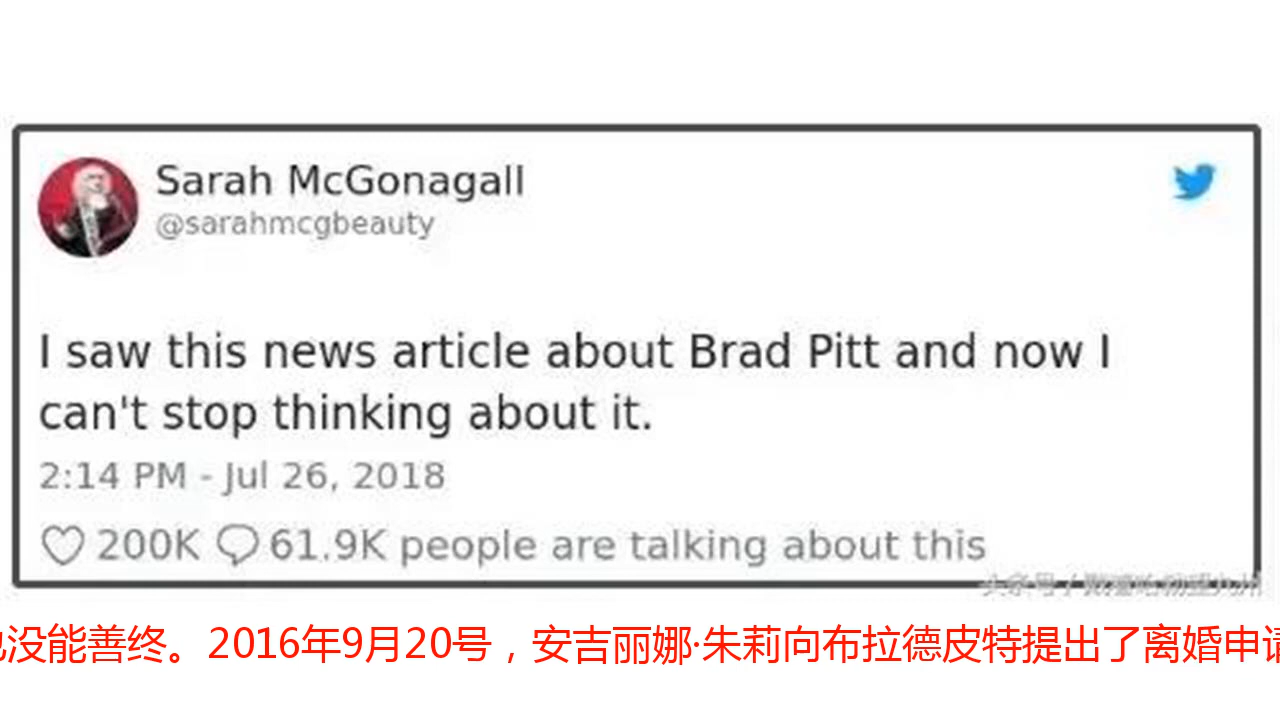 Sarah McGonagall
@sarahmcgbeauty
I saw this news article about Brad Pitt and now I
can't stop thinking about it.
2:14 PM - Jul 26, 2018
200K 61.9K people are talking about this
没能善终。2016年9月20号，安吉丽娜·朱莉向布拉德皮特提出了离婚申请